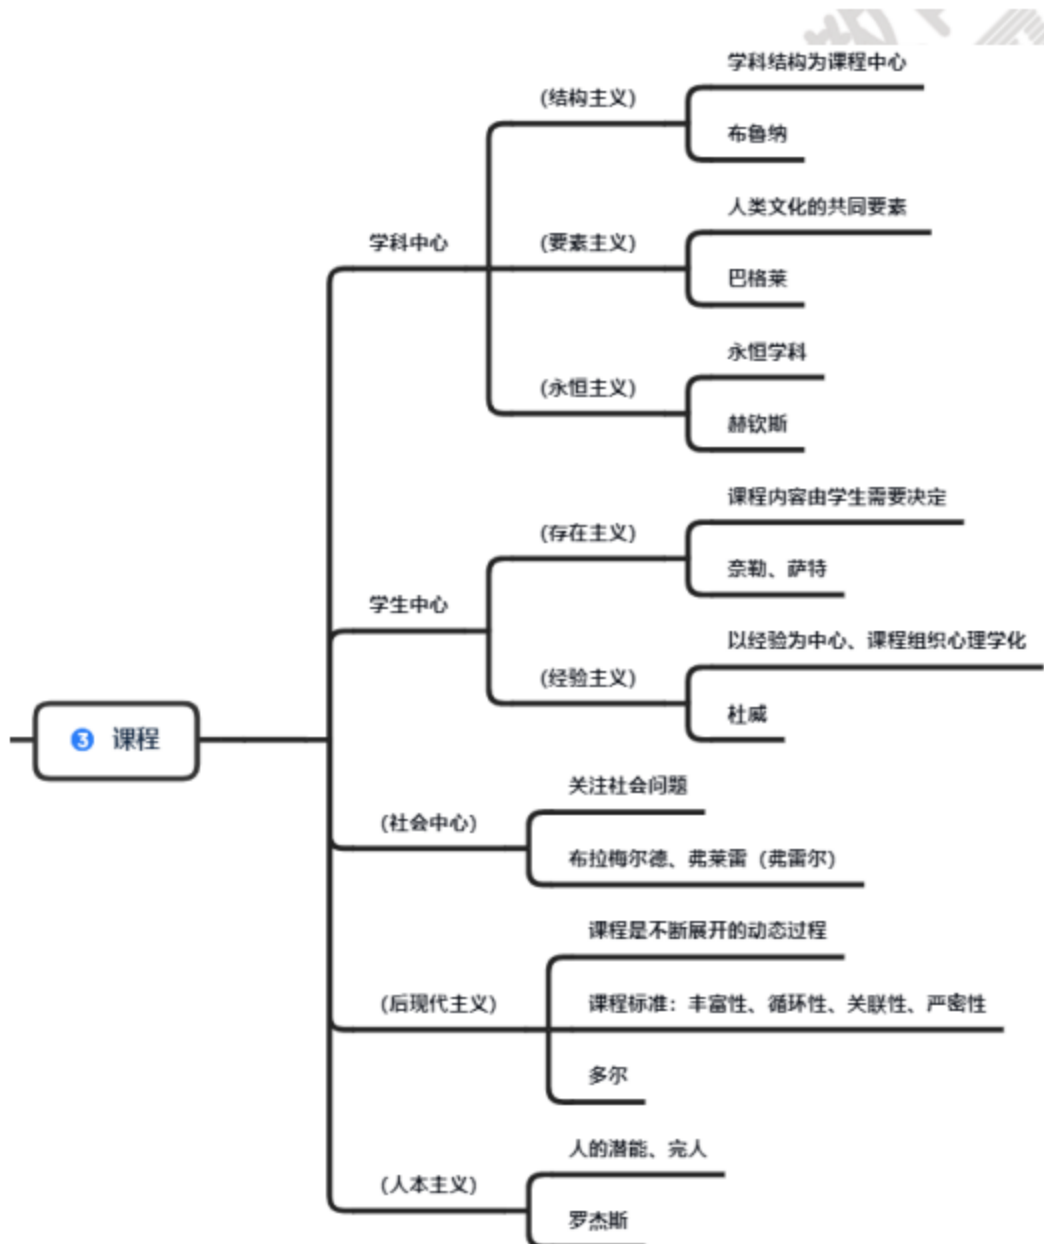 学科结构为课程中心
(结构主义)
布鲁纳
人类文化的共同要素
学科中心
(要素主义)
巴格莱
永恒学科
(永恒主义)
赫钦斯
课程内容由学生需要决定
(存在主义)
奈勒、萨特
学生中心
以经验为中心、课程组织心理学化
(经验主义)
杜威
3 课程
关注社会问题
(社会中心)
布拉梅尔德、弗莱雷（弗雷尔）
课程是不断展开的动态过程
(后现代主义)
课程标准：丰富性、循环性、关联性、严密性
多尔
人的潜能、完人
(人本主义)
罗杰斯